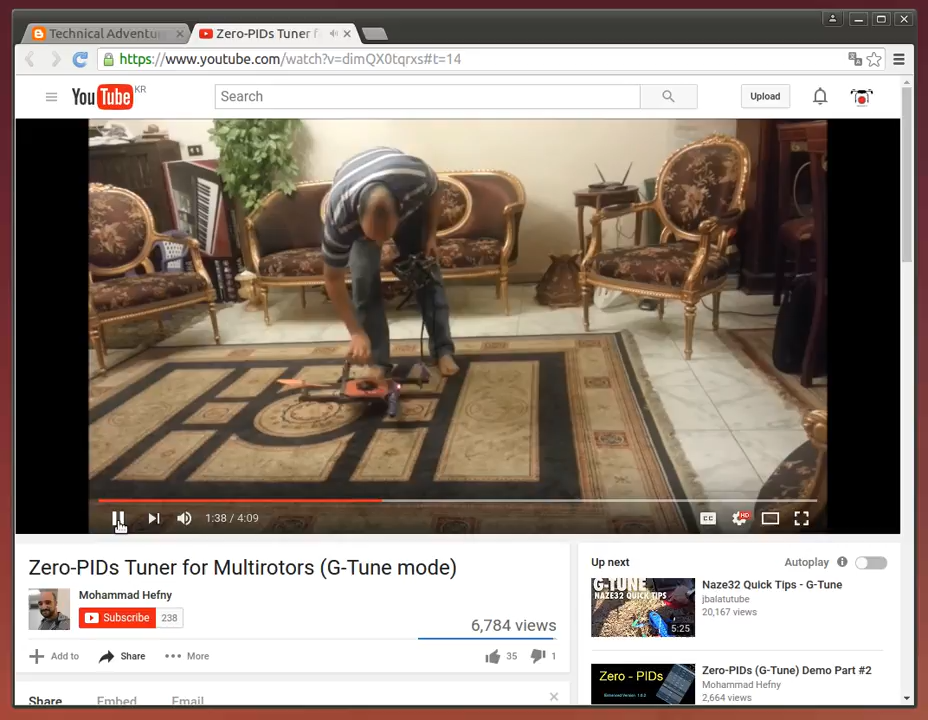 Technical Adventu
Zero-PIDs Tuner f
https://www.youtube.com/watch?v=dimQX0tqrxs#t=14
YouTube KR
Search
Upload
1:38 / 4:09
CC
HD
Zero-PIDs Tuner for Multirotors (G-Tune mode)
Mohammad Hefny
Subscribe 238
6,784 views
Add to
Share
More
35
1
Share
Embed
Email
Up next
Autoplay
G-TUNE
NAZE32 QUICK TIPS
5:25
Naze32 Quick Tips - G-Tune
jbalatutube
20,167 views
Zero - PIDs
Zero-PIDs (G-Tune) Demo Part #2
Mohammad Hefny
2,664 views